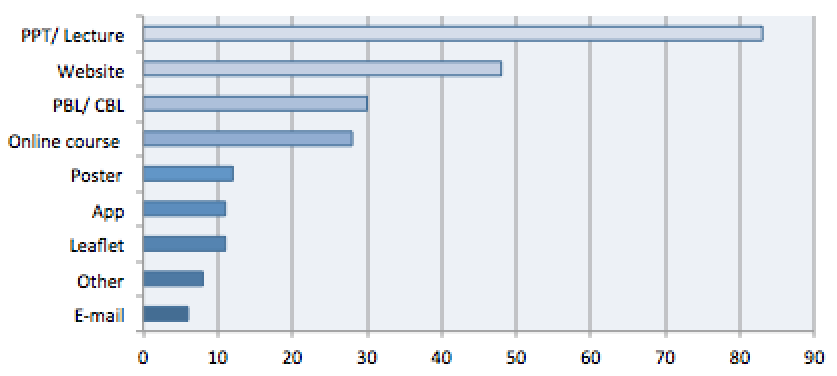 PPT/ Lecture
Website
PBL/ CBL
Online course
Poster
App
Leaflet
Other
E-mail
0 10 20 30 40 50 60 70 80 90